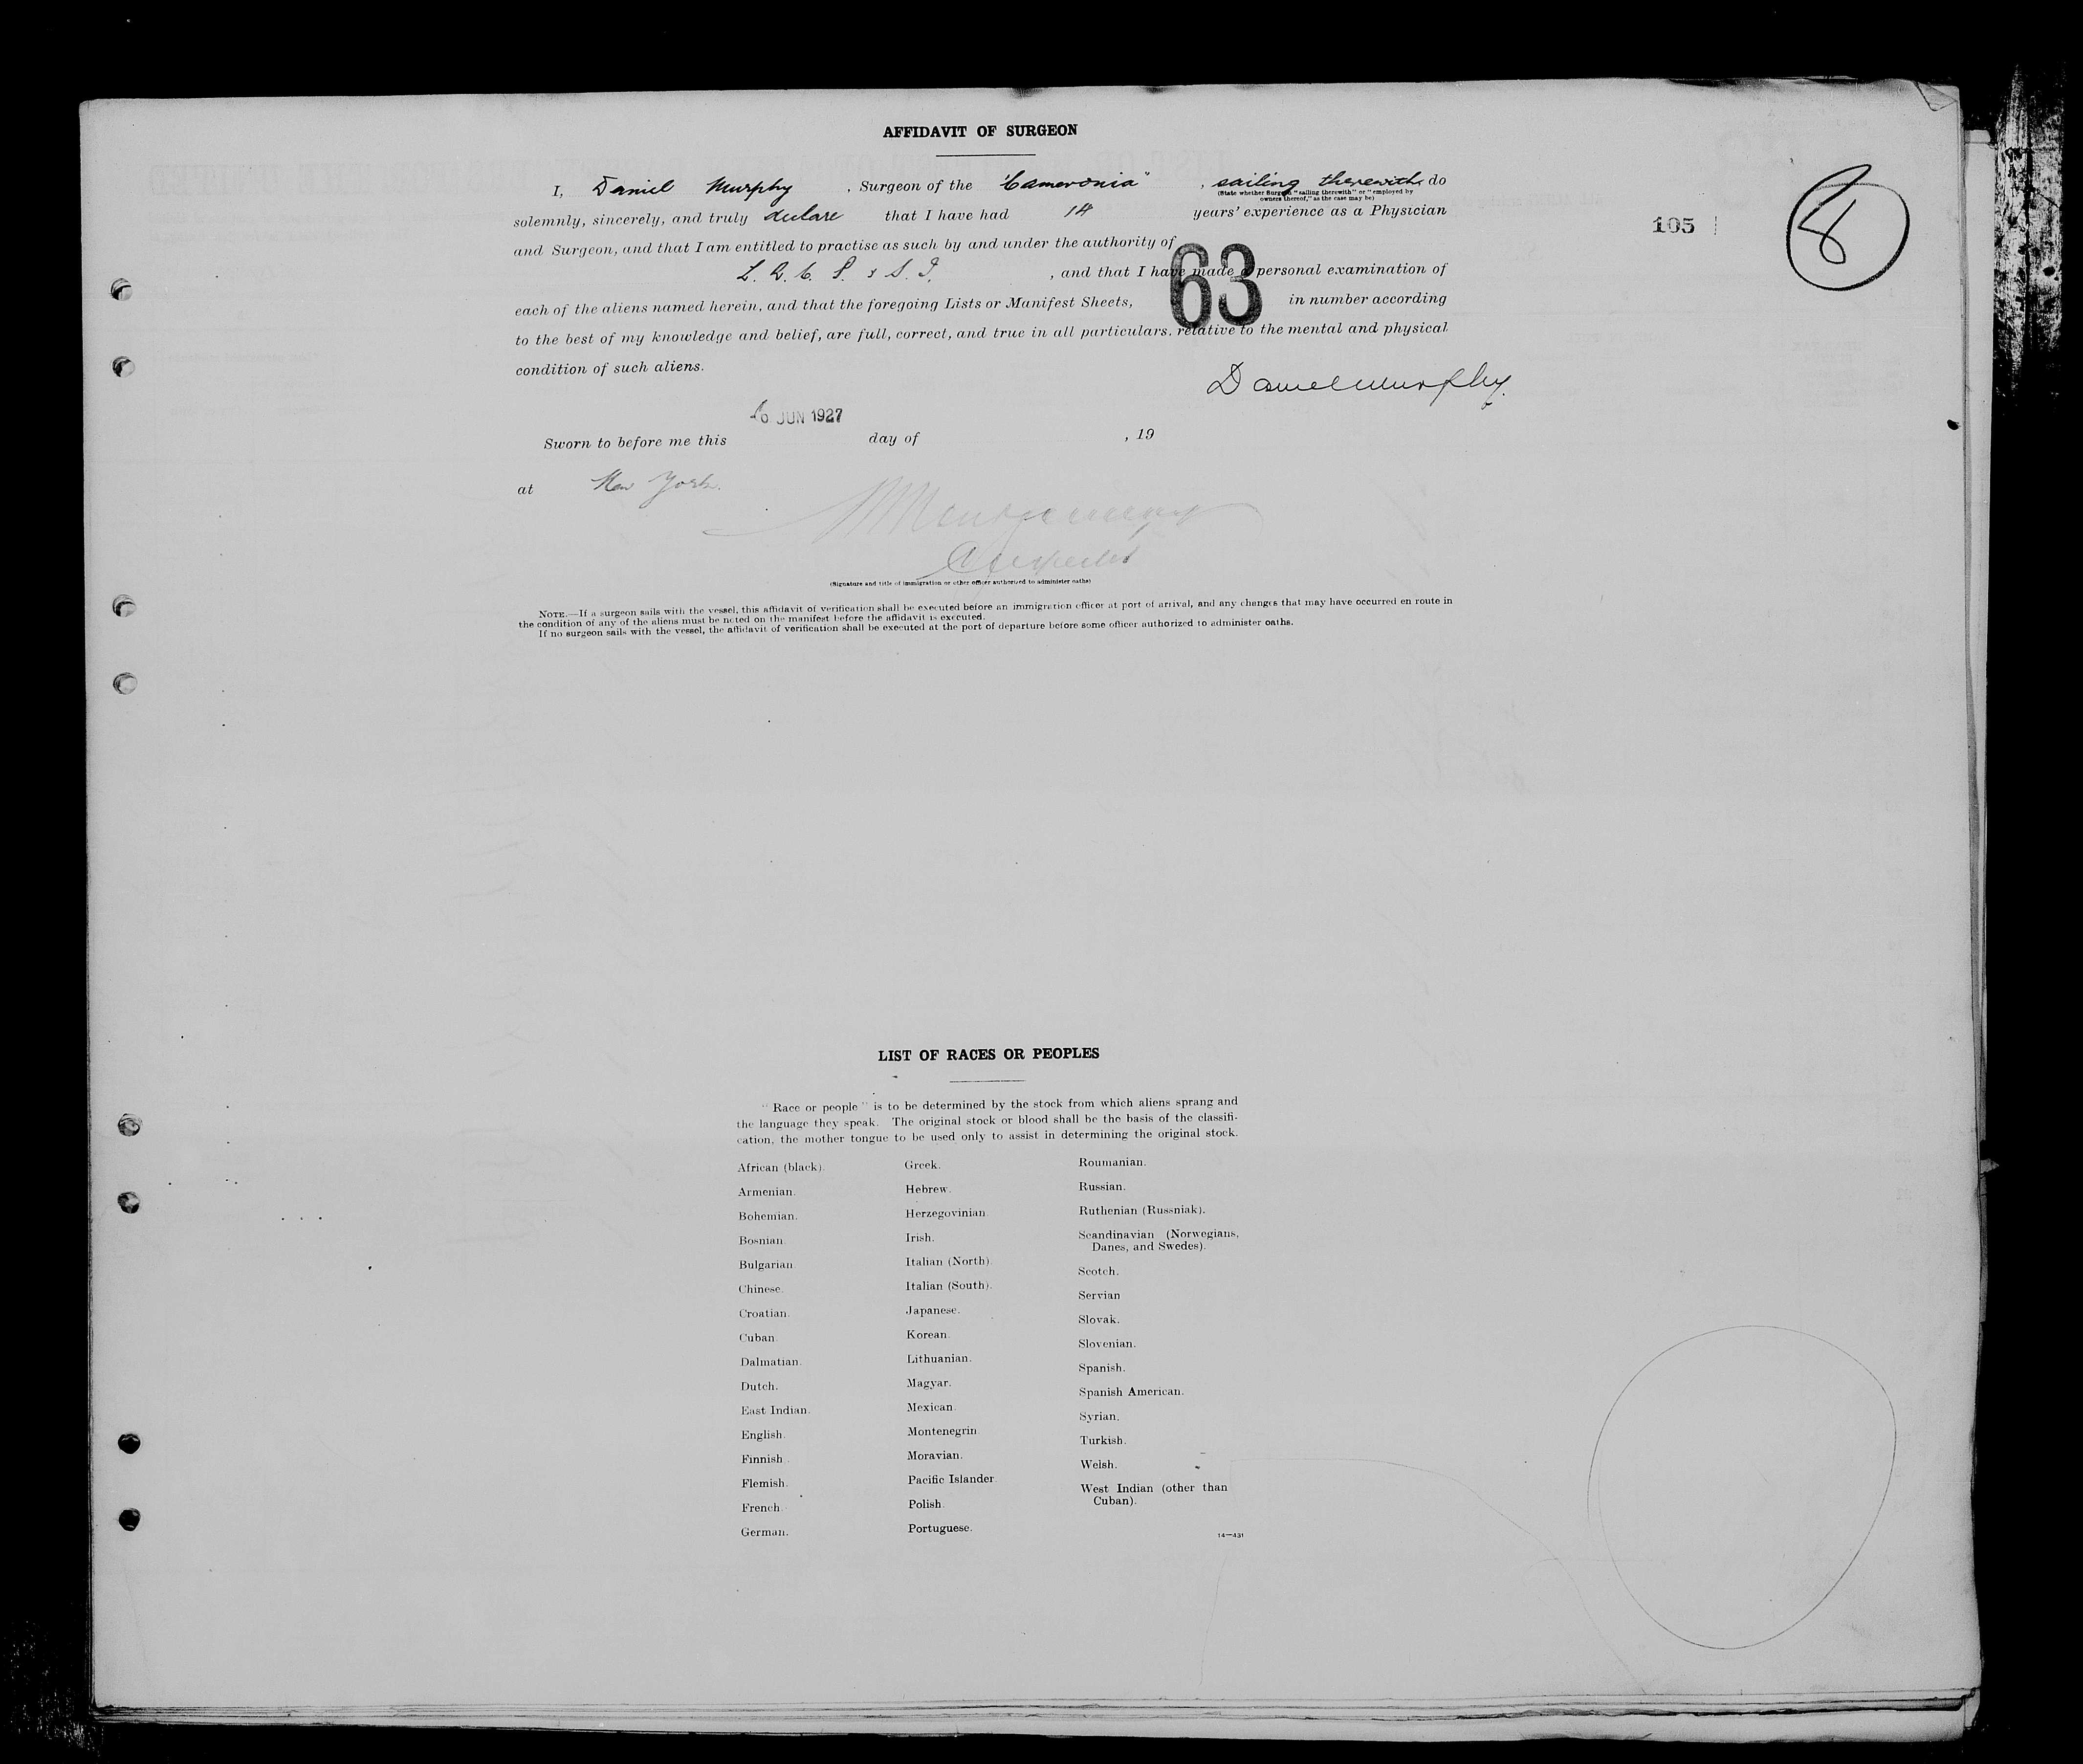 AFFIDAVIT OF SURGEON
I, Daniel Murphy, Surgeon of the "Cameronia", sailing therewith do
(State whether Surgeon "sailing therewith" or "employed by
owners thereof," as the case may be)
solemnly, sincerely, and truly declare that I have had 14 years' experience as a Physician
105
8
and Surgeon, and that I am entitled to practise as such by and under the authority of
L. R. C. P. & S. I., and that I have made a personal examination of
63
each of the aliens named herein, and that the foregoing Lists or Manifest Sheets, in number according
to the best of my knowledge and belief, are full, correct, and true in all particulars, relative to the mental and physical
condition of such aliens.
Daniel Murphy.
JUN 1927
Sworn to before me this day of , 19
at New York.
Montgomery
(Signature and title of immigration or other officer authorized to administer oaths)
NOTE.—If a surgeon sails with the vessel, this affidavit of verification shall be executed before an immigration officer at port of arrival, and any changes that may have occurred en route in
the condition of any of the aliens must be noted on the manifest before the affidavit is executed.
If no surgeon sails with the vessel, the affidavit of verification shall be executed at the port of departure before some officer authorized to administer oaths.
LIST OF RACES OR PEOPLES
"Race or people" is to be determined by the stock from which aliens sprang and
the language they speak. The original stock or blood shall be the basis of the classifi-
cation, the mother tongue to be used only to assist in determining the original stock.
African (black).
Armenian.
Bohemian.
Bosnian.
Bulgarian.
Chinese.
Croatian.
Cuban.
Dalmatian.
Dutch.
East Indian.
English.
Finnish.
Flemish.
French.
German.
Greek.
Hebrew.
Herzegovinian.
Irish.
Italian (North).
Italian (South).
Japanese.
Korean.
Lithuanian.
Magyar.
Mexican.
Montenegrin.
Moravian.
Pacific Islander.
Polish.
Portuguese.
Roumanian.
Russian.
Ruthenian (Russniak).
Scandinavian (Norwegians,
Danes, and Swedes).
Scotch.
Servian
Slovak.
Slovenian.
Spanish.
Spanish American.
Syrian.
Turkish.
Welsh.
West Indian (other than
Cuban).
14—431